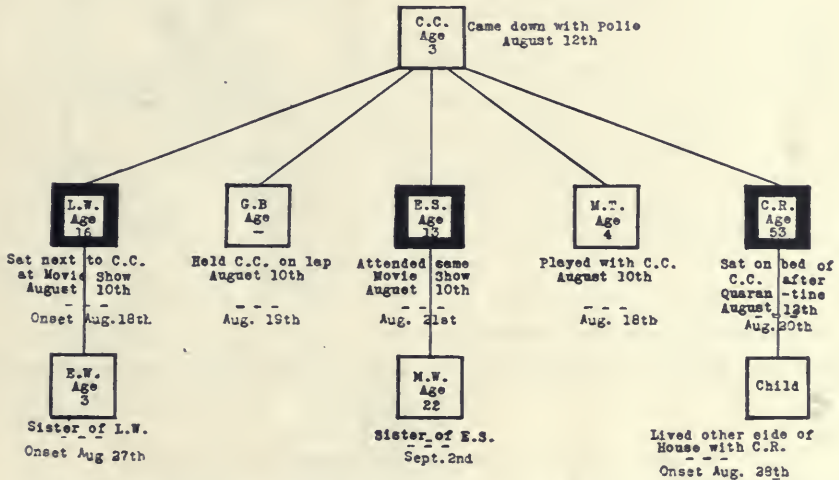 C.C.
Age
3
Came down with Polio
August 12th
L.W.
Age
16
G.B
Age
-
E.S.
Age
13
M.T.
Age
4
C.R.
Age
53
Sat next to C.C.
at Movie Show
August 10th
Onset Aug.18th
Held C.C. on lap
August 10th
Aug. 19th
Attended same
Movie Show
August 10th
Aug. 21st
Played with C.C.
August 10th
Aug. 18th
Sat on bed of
C.C. after
Quaran-tine
August 12th
Aug.20th
E.W.
Age
3
M.W.
Age
22
Child
Sister of L.W.
Onset Aug 27th
Sister of E.S.
Sept.2nd
Lived other side of
House with C.R.
Onset Aug. 28th